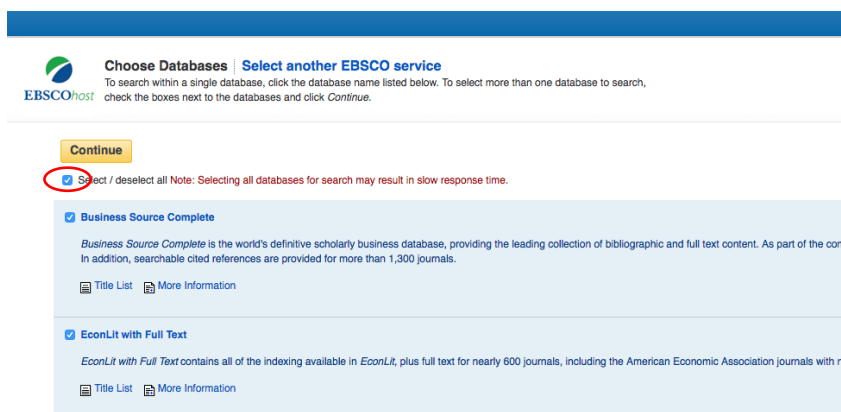 Choose Databases Select another EBSCO service
To search within a single database, click the database name listed below. To select more than one database to search,
EBSCOhost check the boxes next to the databases and click Continue.
Continue
Select / deselect all Note: Selecting all databases for search may result in slow response time.
Business Source Complete
Business Source Complete is the world's definitive scholarly business database, providing the leading collection of bibliographic and full text content. As part of the
In addition, searchable cited references are provided for more than 1,300 journals.
Title List More Information
EconLit with Full Text
EconLit with Full Text contains all of the indexing available in EconLit, plus full text for nearly 600 journals, including the American Economic Association journals with
Title List More Information